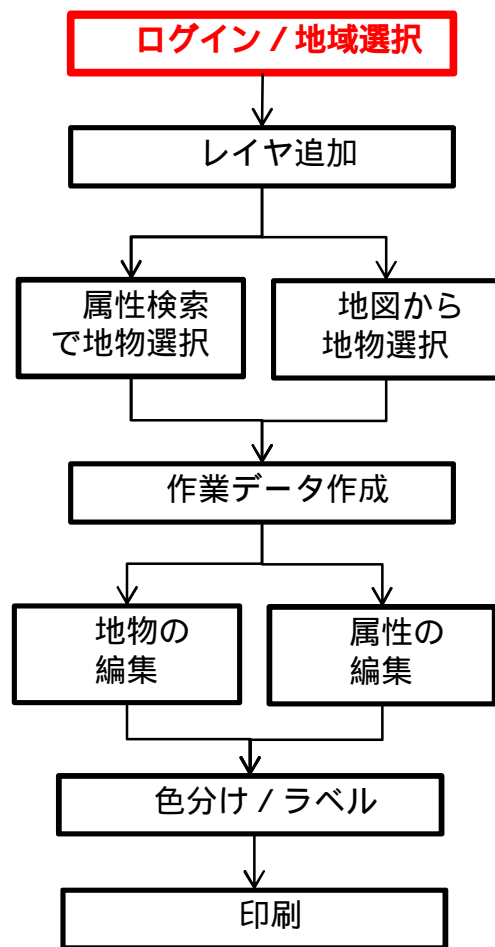 ログイン / 地域選択
レイヤ追加
属性検索
で地物選択
地図から
地物選択
作業データ作成
地物の
編集
属性の
編集
色分け / ラベル
印刷